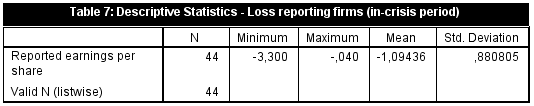 Table 7: Descriptive Statistics - Loss reporting firms (in-crisis period)
N Minimum Maximum Mean Std. Deviation
Reported earnings per share 44 -3,300 -,040 -1,09436 ,880805
Valid N (listwise) 44